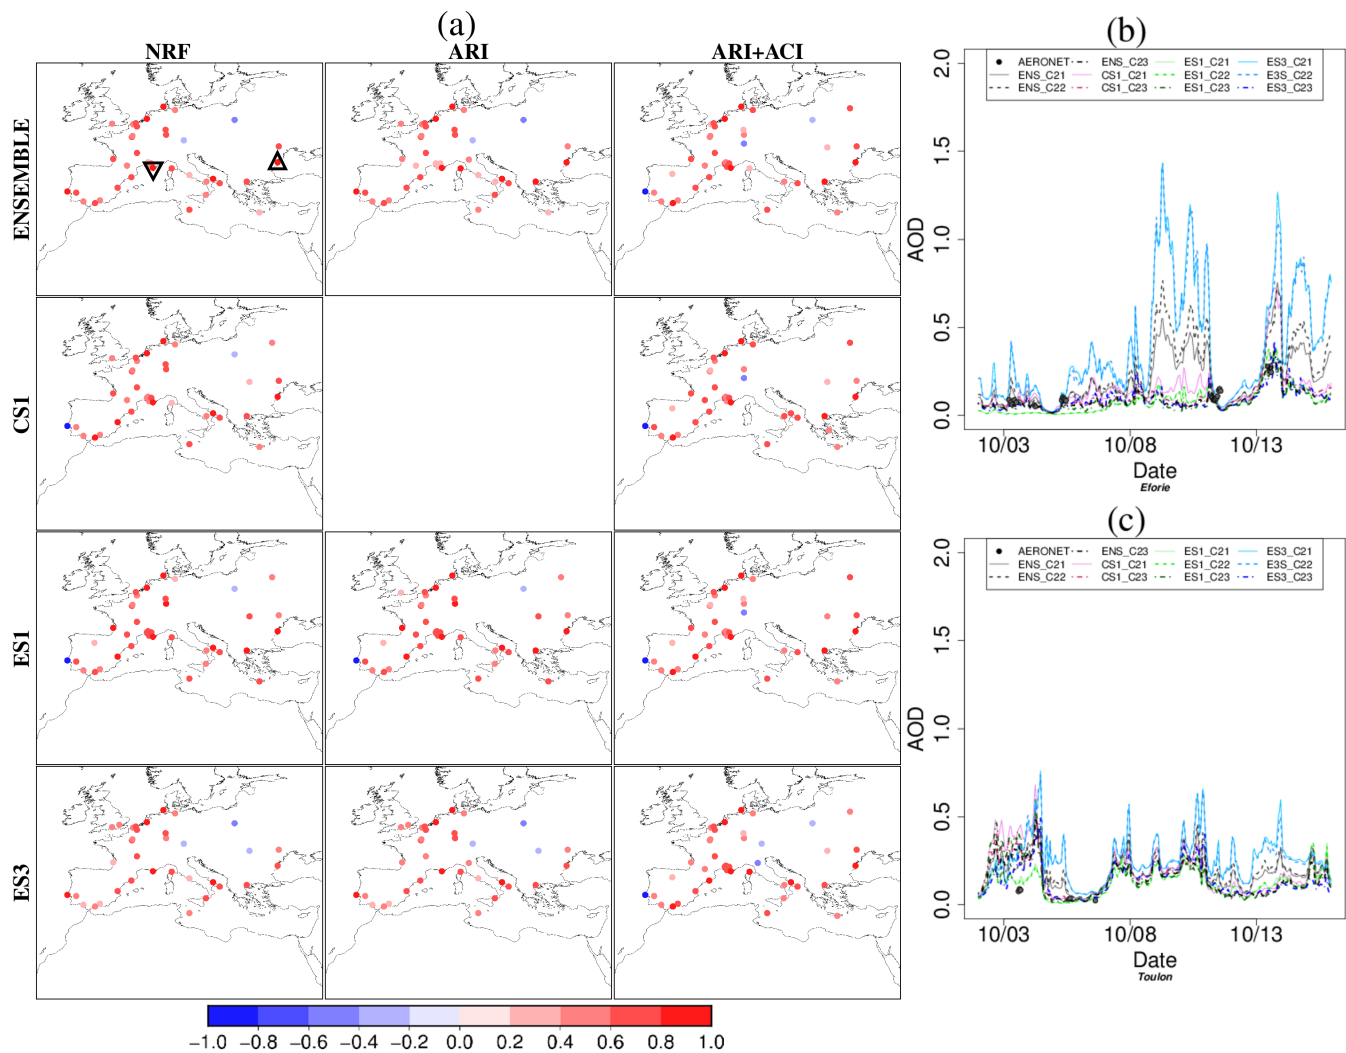 (a)
NRF ARI ARI+ACI
ENSEMBLE
CS1
ES1
ES3
−1.0 −0.8 −0.6 −0.4 −0.2 0.0 0.2 0.4 0.6 0.8 1.0
(b)
AERONET ENS_C23 ES1_C21 ES3_C21
ENS_C21 CS1_C21 ES1_C22 E3S_C22
ENS_C22 CS1_C23 ES1_C23 ES3_C23
AOD
2.0
1.5
1.0
0.5
0.0
10/03 10/08 10/13
Date
Eforie
(c)
AERONET ENS_C23 ES1_C21 ES3_C21
ENS_C21 CS1_C21 ES1_C22 E3S_C22
ENS_C22 CS1_C23 ES1_C23 ES3_C23
AOD
2.0
1.5
1.0
0.5
0.0
10/03 10/08 10/13
Date
Toulon